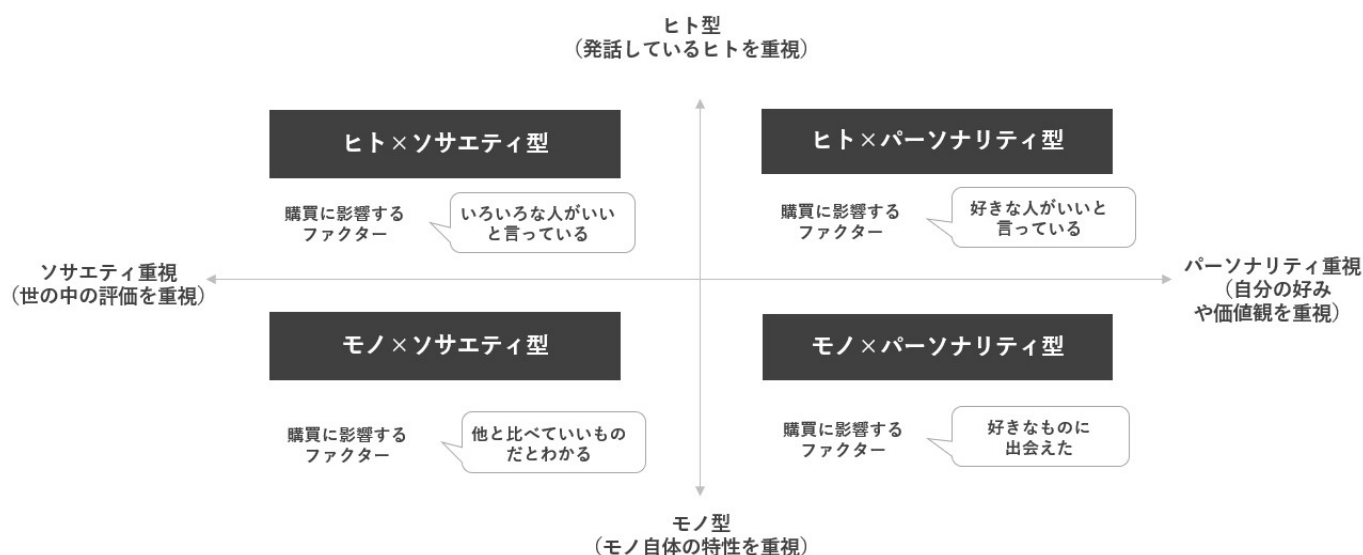 ヒト型
(発話しているヒトを重視)
ヒト×ソサエティ型
ヒト×パーソナリティ型
購買に影響する
ファクター
いろいろな人がいい
と言っている
購買に影響する
ファクター
好きな人がいいと
言っている
ソサエティ重視
(世の中の評価を重視)
パーソナリティ重視
(自分の好み
や価値観を重視)
モノ×ソサエティ型
モノ×パーソナリティ型
購買に影響する
ファクター
他と比べていいもの
だとわかる
購買に影響する
ファクター
好きなものに
出会えた
モノ型
(モノ自体の特性を重視)